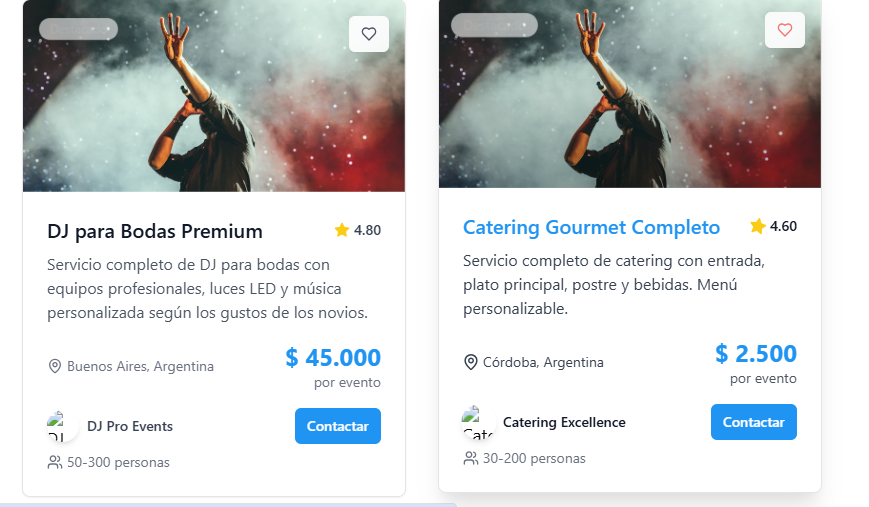 DJ para Bodas Premium
4.80
Servicio completo de DJ para bodas con
equipos profesionales, luces LED y música
personalizada según los gustos de los novios.
Buenos Aires, Argentina
$ 45.000
por evento
DJ
DJ Pro Events
Contactar
50-300 personas
Catering Gourmet Completo
4.60
Servicio completo de catering con entrada,
plato principal, postre y bebidas. Menú
personalizable.
Córdoba, Argentina
$ 2.500
por evento
Catering Excellence
Contactar
30-200 personas